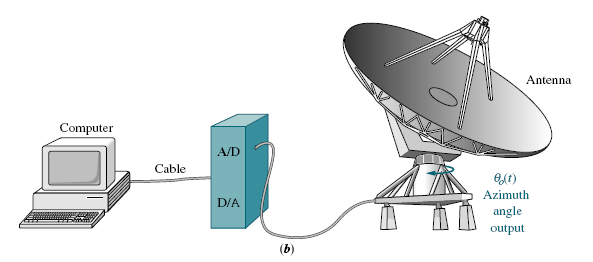 Computer
Cable
A/D
D/A
Antenna
θₒ(t)
Azimuth
angle
output
(b)